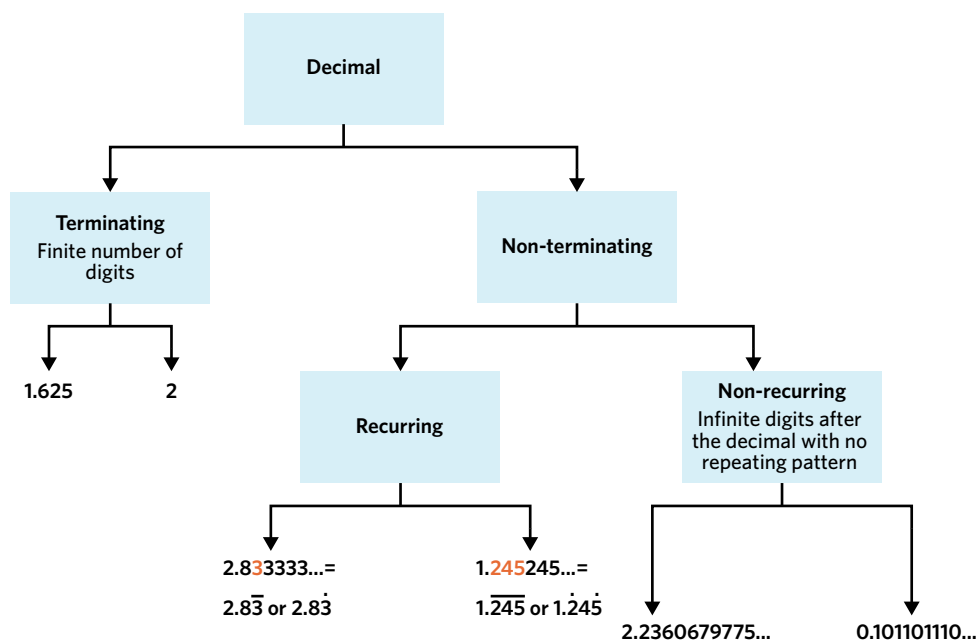 Decimal
Terminating
Finite number of
digits
Non-terminating
1.625
2
Recurring
Non-recurring
Infinite digits after
the decimal with no
repeating pattern
2.833333...=
2.83̅ or 2.83̇
1.245245...=
1.2̅4̅5̅ or 1.2̇45̇
2.2360679775...
0.101101110...